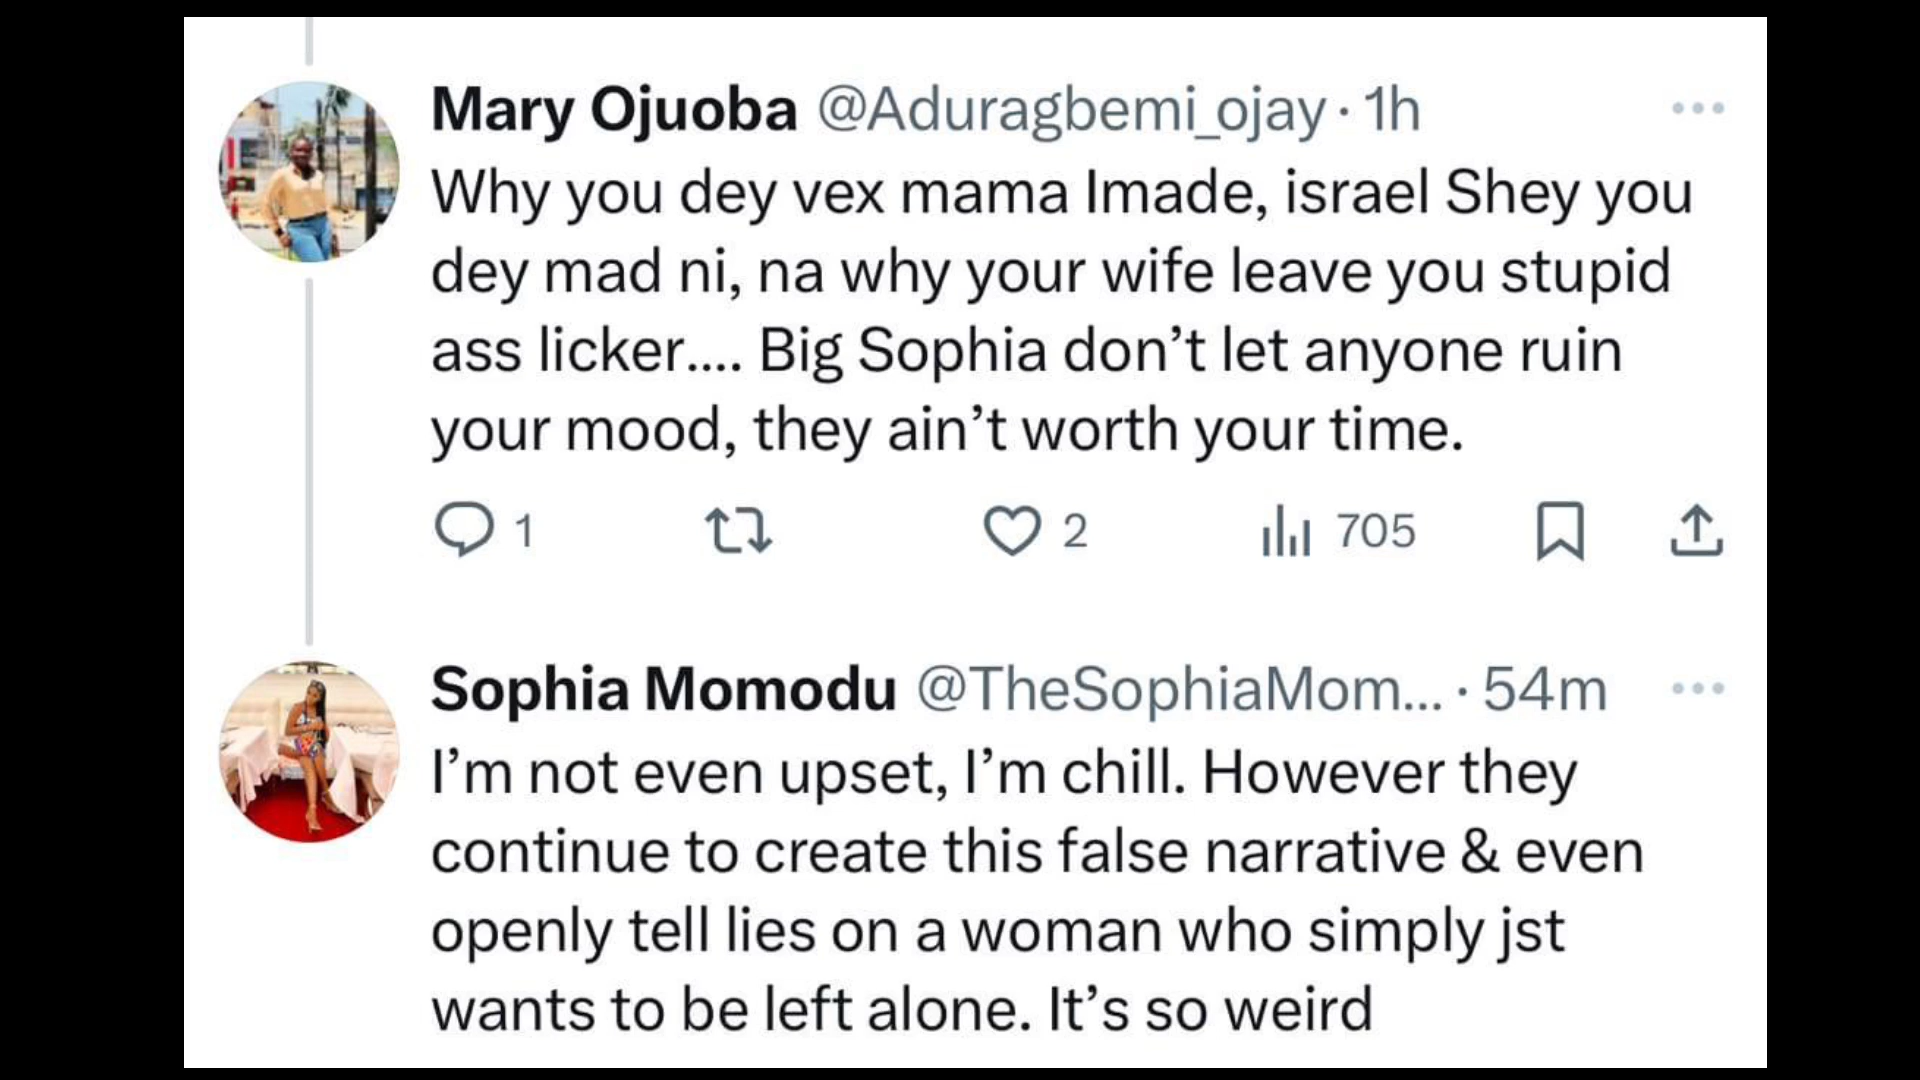 Mary Ojuoba @Aduragbemi_ojay · 1h
Why you dey vex mama Imade, israel Shey you
dey mad ni, na why your wife leave you stupid
ass licker.... Big Sophia don’t let anyone ruin
your mood, they ain’t worth your time.
1 2 705
Sophia Momodu @TheSophiaMom... · 54m
I’m not even upset, I’m chill. However they
continue to create this false narrative & even
openly tell lies on a woman who simply jst
wants to be left alone. It’s so weird